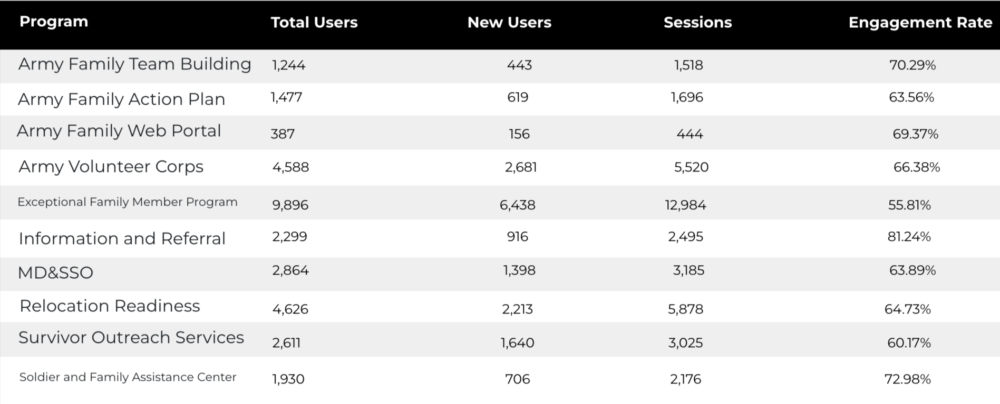 Program Total Users New Users Sessions Engagement Rate
Army Family Team Building 1,244 443 1,518 70.29%
Army Family Action Plan 1,477 619 1,696 63.56%
Army Family Web Portal 387 156 444 69.37%
Army Volunteer Corps 4,588 2,681 5,520 66.38%
Exceptional Family Member Program 9,896 6,438 12,984 55.81%
Information and Referral 2,299 916 2,495 81.24%
MD&SSO 2,864 1,398 3,185 63.89%
Relocation Readiness 4,626 2,213 5,878 64.73%
Survivor Outreach Services 2,611 1,640 3,025 60.17%
Soldier and Family Assistance Center 1,930 706 2,176 72.98%